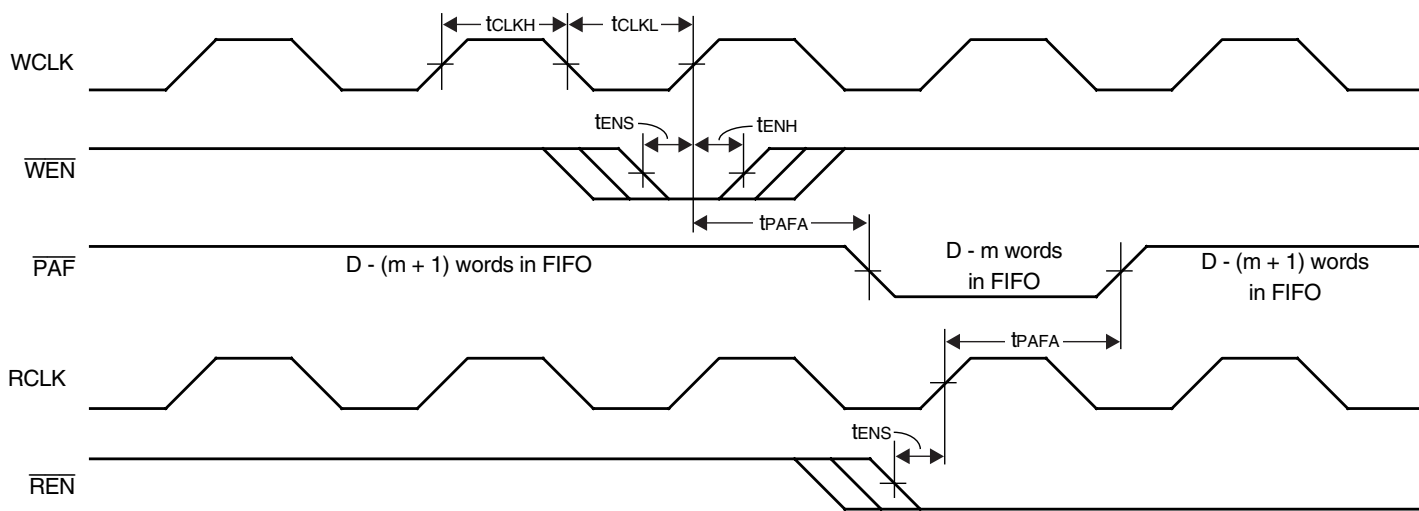 tCLKH
tCLKL
WCLK
tENS
tENH
WEN
tPAFA
PAF
D - (m + 1) words in FIFO
D - m words
in FIFO
D - (m + 1) words
in FIFO
tPAFA
RCLK
tENS
REN